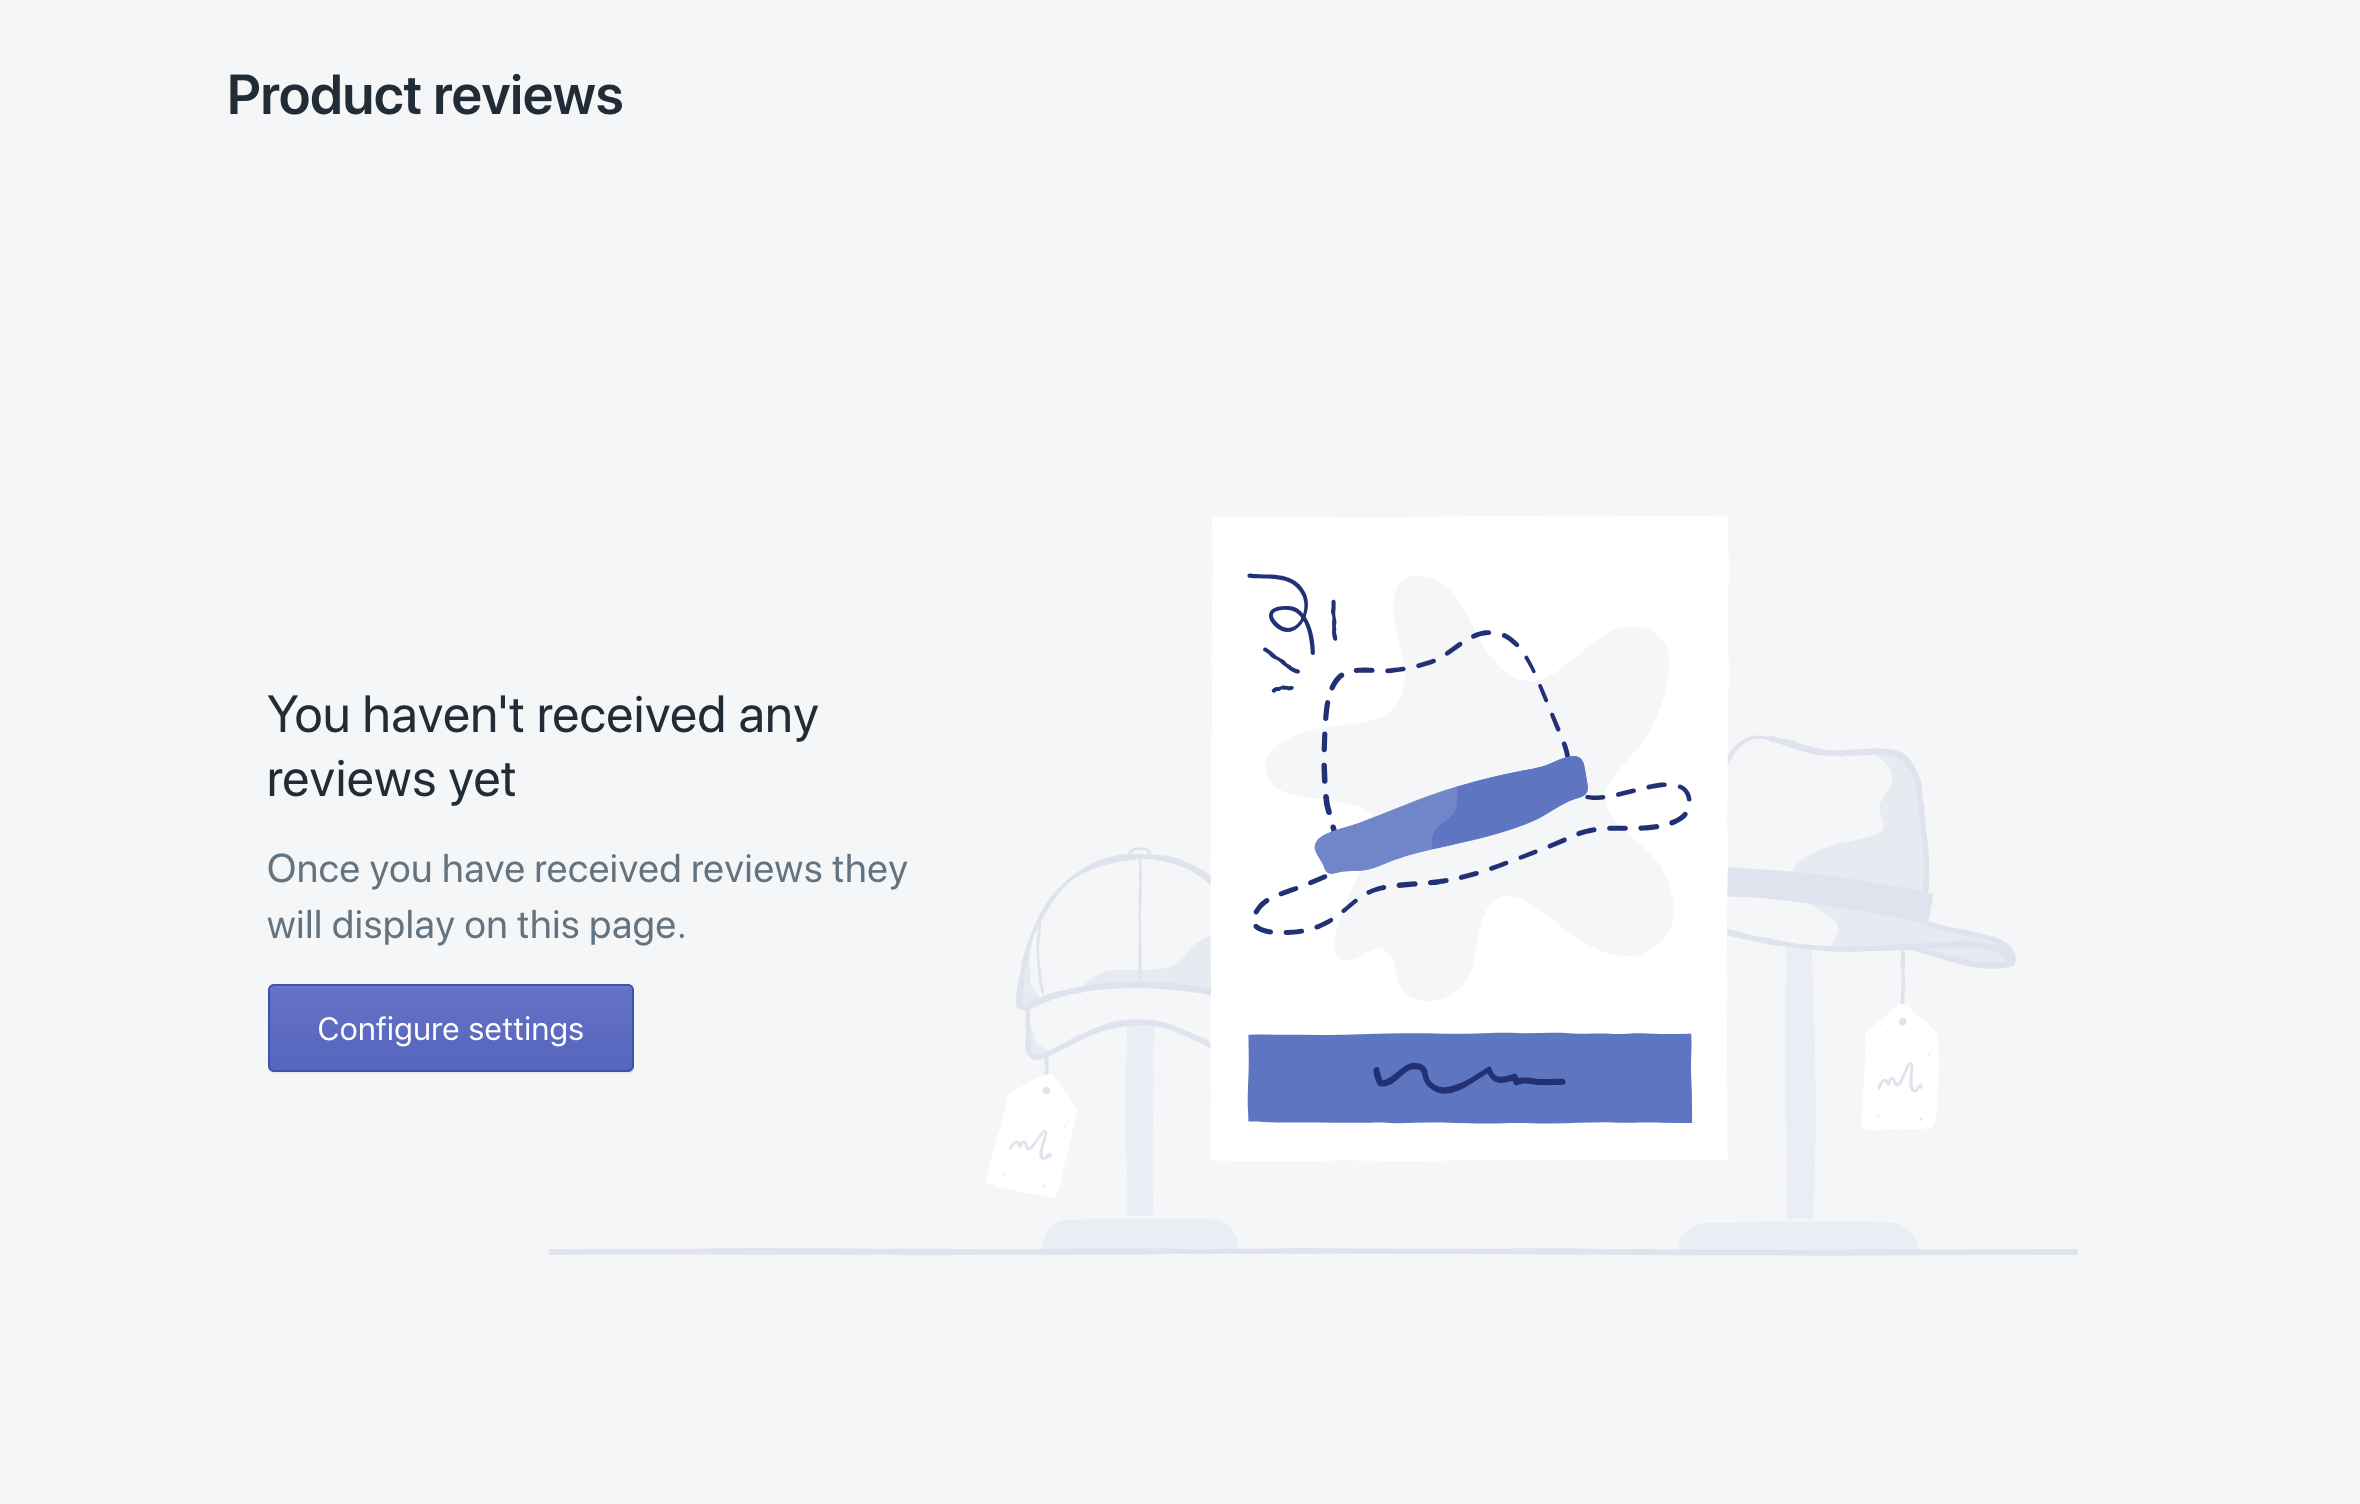 Product reviews
You haven't received any
reviews yet
Once you have received reviews they
will display on this page.
Configure settings